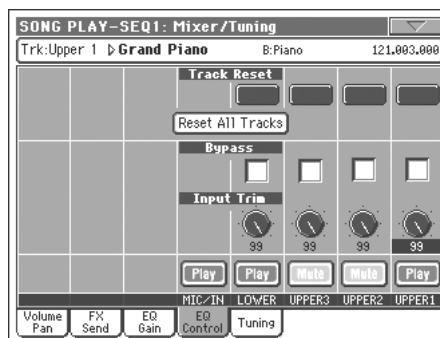 SONG PLAY-SEQ1: Mixer/Tuning
Trk:Upper 1 Grand Piano B:Piano 121.003.000
Track Reset
Reset All Tracks
Bypass
Input Trim
99 99 99 99
Play Play Mute Mute Play
MIC/IN LOWER UPPER3 UPPER2 UPPER1
Volume Pan FX Send EQ Gain EQ Control Tuning